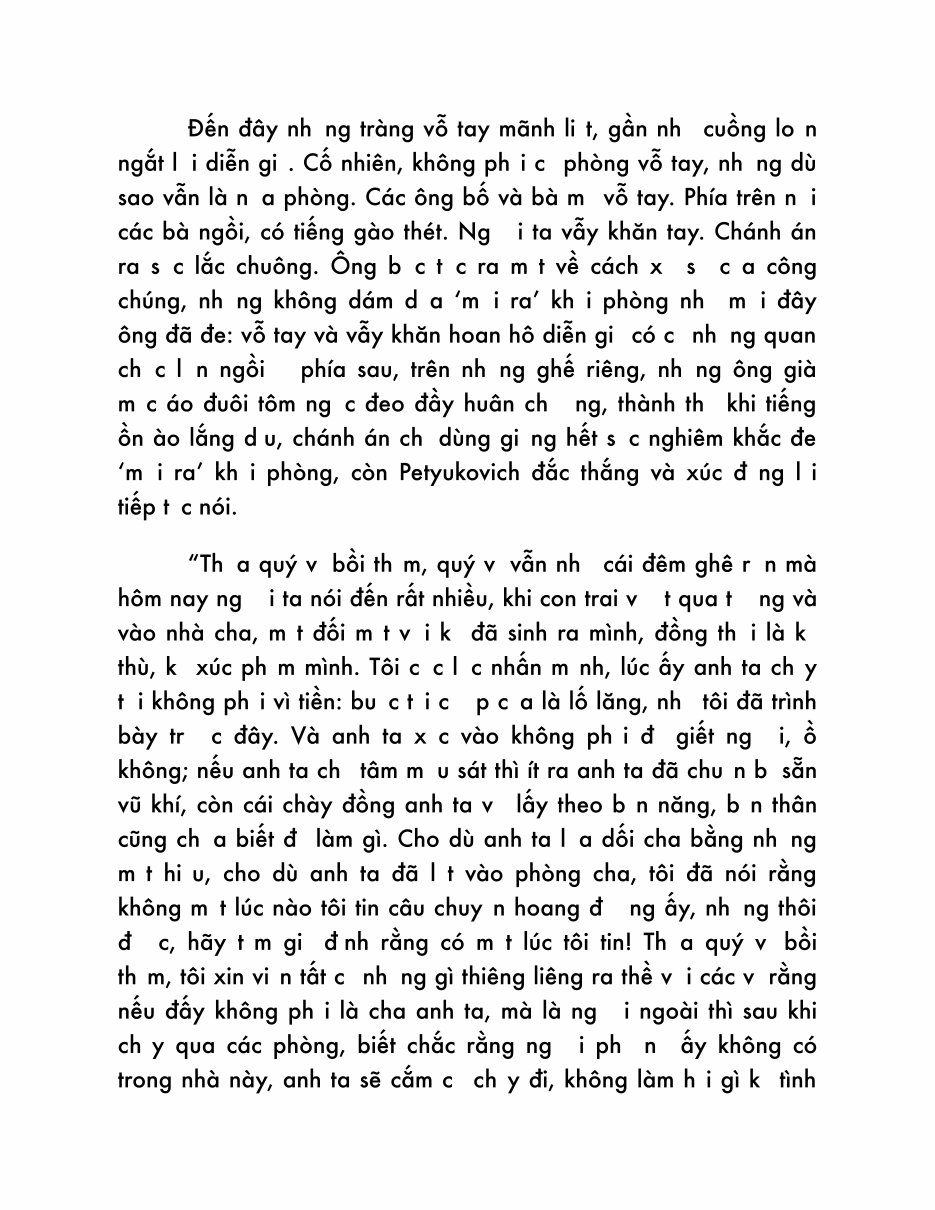 Đến đây nh ng tràng vỗ tay mãnh li t, gần nh cuồng lo n
ngắt l i diễn gi . Cố nhiên, không ph i c phòng vỗ tay, nh ng dù
sao vẫn là n a phòng. Các ông bố và bà m vỗ tay. Phía trên n i
các bà ngồi, có tiếng gào thét. Ng i ta vẫy khăn tay. Chánh án
ra s c lắc chuông. Ông b c t c ra m t về cách x s c a công
chúng, nh ng không dám d a ‘m i ra’ kh i phòng nh m i đây
ông đã đe: vỗ tay và vẫy khăn hoan hô diễn gi có c nh ng quan
ch c l n ngồi phía sau, trên nh ng ghế riêng, nh ng ông già
m c áo đuôi tôm ng c đeo đầy huân ch ng, thành th khi tiếng
ồn ào lắng d u, chánh án ch dùng gi ng hết s c nghiêm khắc đe
‘m i ra’ kh i phòng, còn Petyukovich đắc thắng và xúc đ ng l i
tiếp t c nói.
“Th a quý v bồi th m, quý v vẫn nh cái đêm ghê r n mà
hôm nay ng i ta nói đến rất nhiều, khi con trai v t qua t ng và
vào nhà cha, m t đối m t v i k đã sinh ra mình, đồng th i là k
thù, k xúc ph m mình. Tôi c c l c nhấn m nh, lúc ấy anh ta ch y
t i không ph i vì tiền: bu c t i c p c a là lố lăng, nh tôi đã trình
bày tr c đây. Và anh ta x c vào không ph i đ giết ng i, ồ
không; nếu anh ta ch tâm m u sát thì ít ra anh ta đã chu n b sẵn
vũ khí, còn cái chày đồng anh ta v lấy theo b n năng, b n thân
cũng ch a biết đ làm gì. Cho dù anh ta l a dối cha bằng nh ng
m t hi u, cho dù anh ta đã l t vào phòng cha, tôi đã nói rằng
không m t lúc nào tôi tin câu chuy n hoang đ ng ấy, nh ng thôi
đ c, hãy t m gi đ nh rằng có m t lúc tôi tin! Th a quý v bồi
th m, tôi xin vi n tất c nh ng gì thiêng liêng ra thề v i các v rằng
nếu đấy không ph i là cha anh ta, mà là ng i ngoài thì sau khi
ch y qua các phòng, biết chắc rằng ng i ph n ấy không có
trong nhà này, anh ta sẽ cắm c ch y đi, không làm h i gì k tình